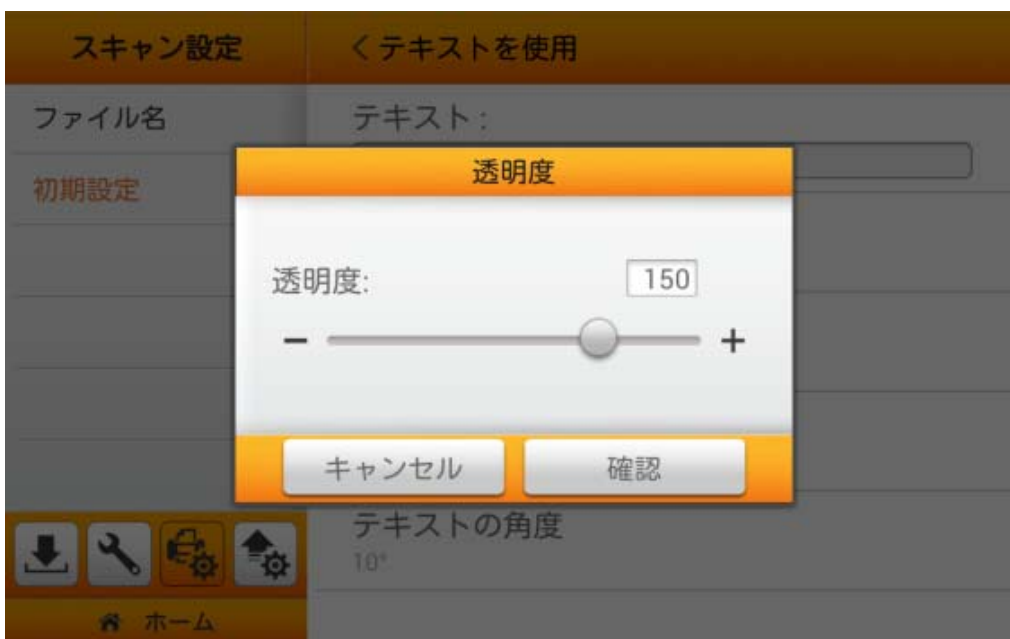 スキャン設定
< テキストを使用
ファイル名
初期設定
テキスト :
透明度
透明度:
150
− +
キャンセル
確認
テキストの角度
10°
ホーム